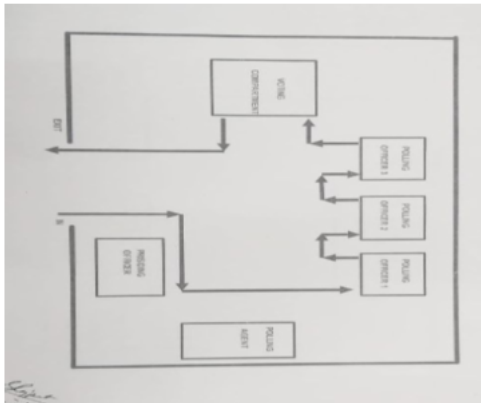 VOTING
COMPARTMENT
POLLING
OFFICER 3
POLLING
OFFICER 2
POLLING
OFFICER 1
EXIT
IN
PRESIDING
OFFICER
POLLING
AGENT